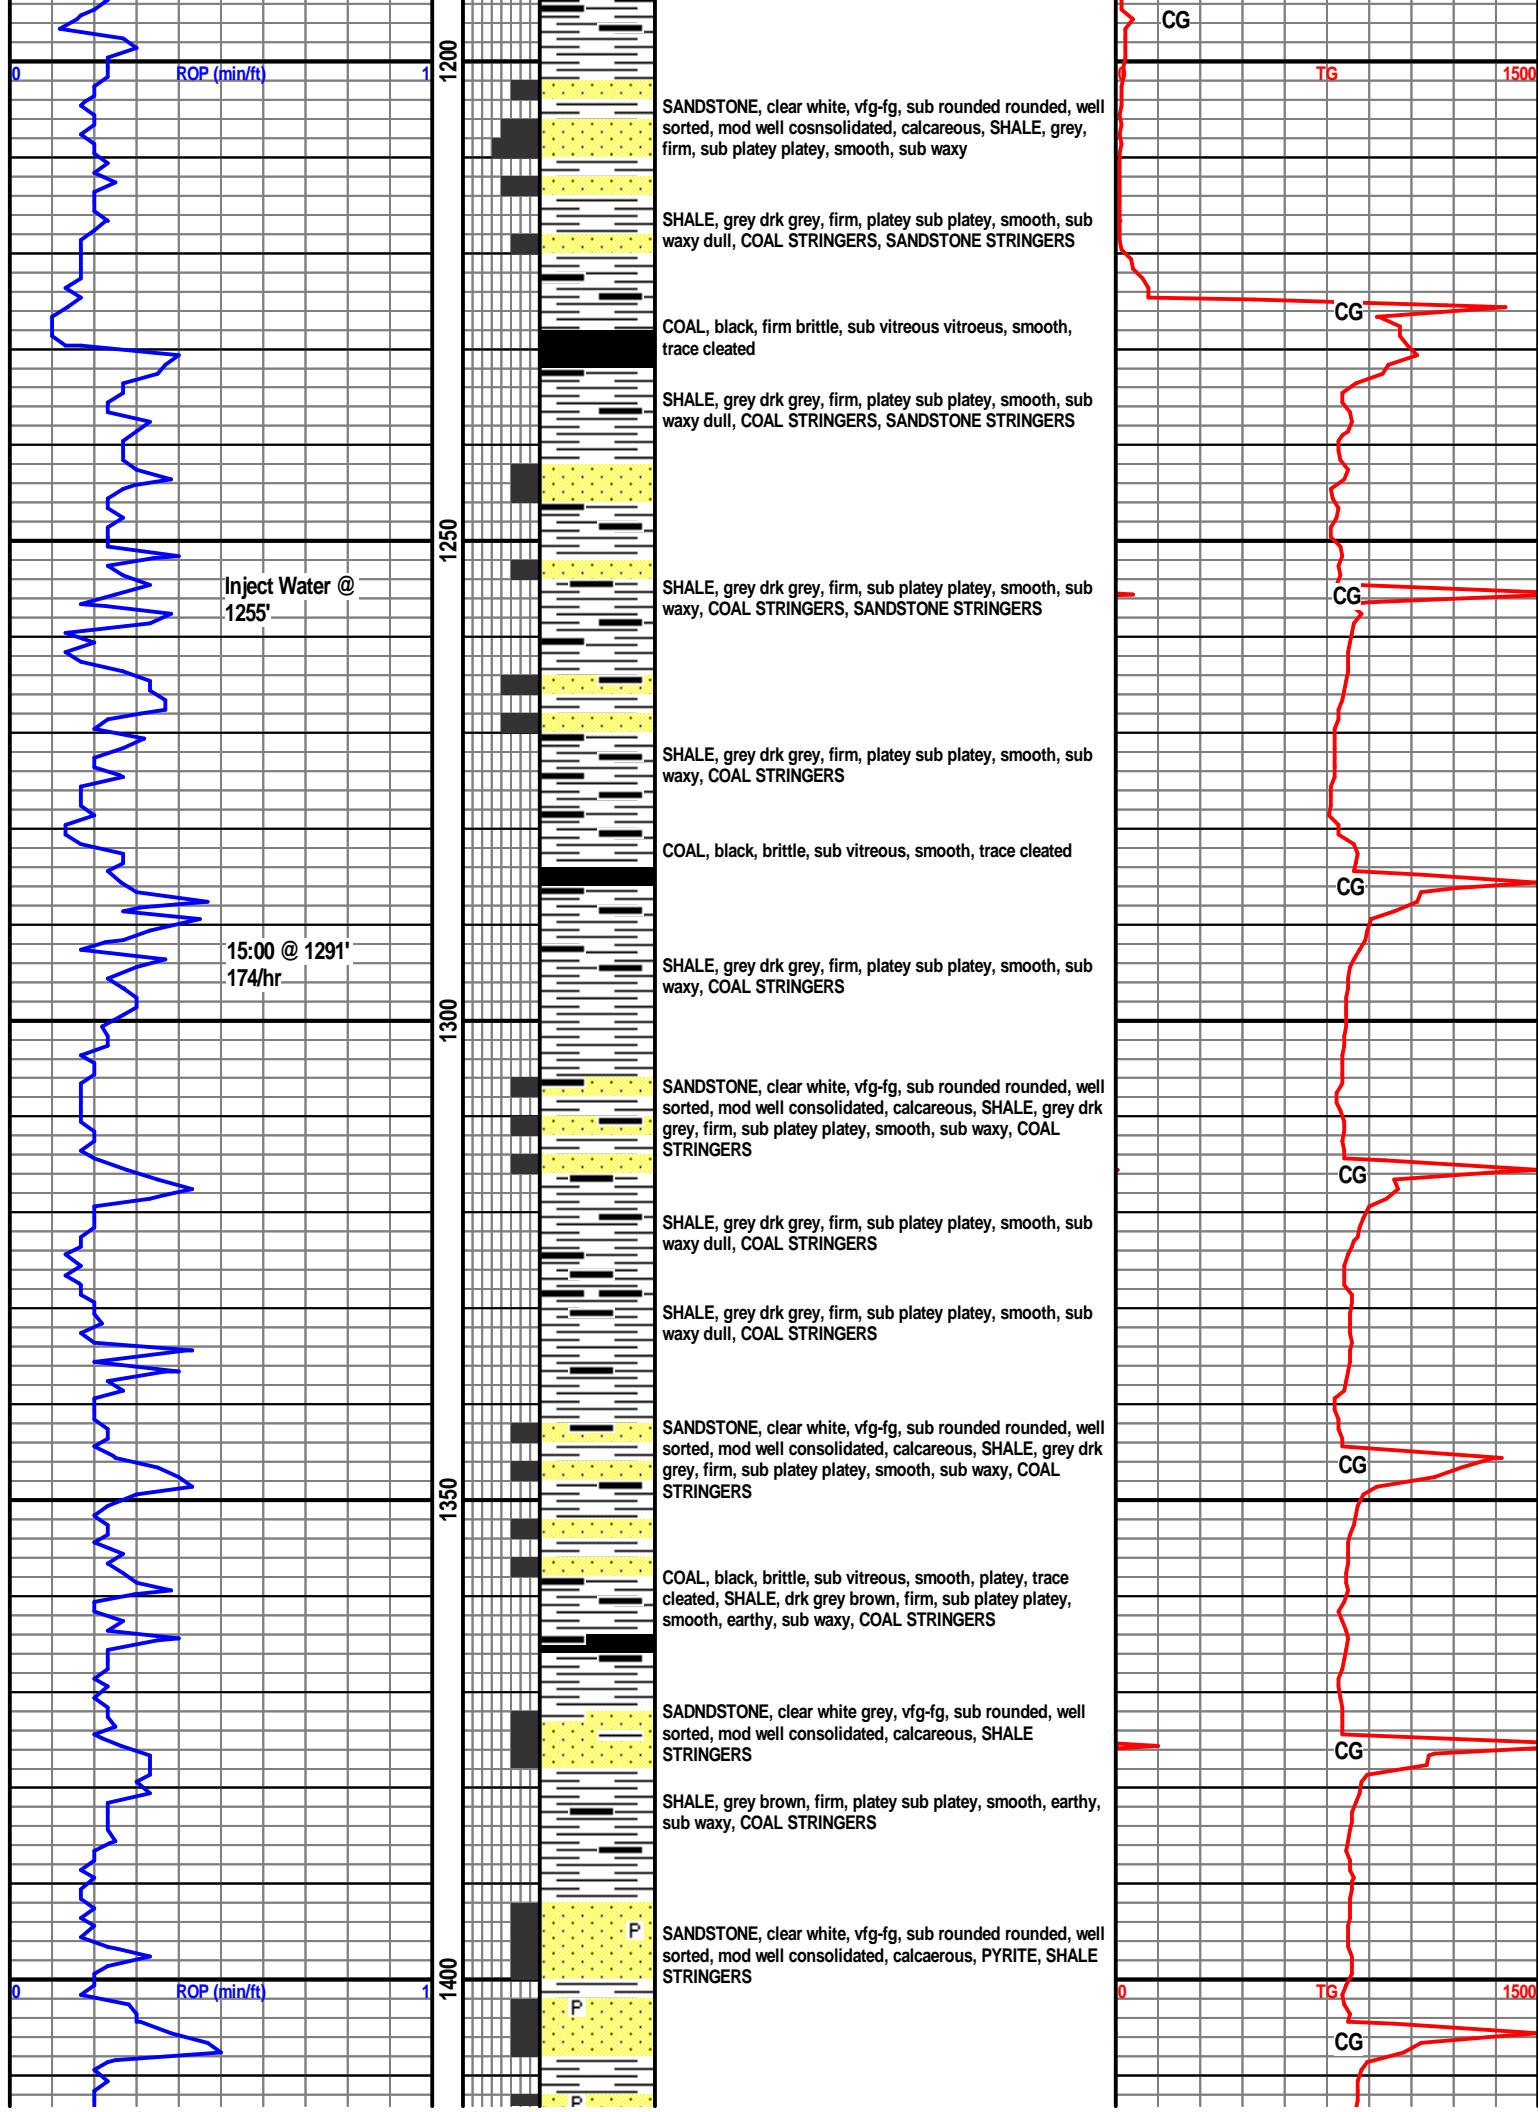 CG
1200
0 ROP (min/ft) 1
0 TG 1500
SANDSTONE, clear white, vfg-fg, sub rounded rounded, well
sorted, mod well cosnsolidated, calcareous, SHALE, grey,
firm, sub platey platey, smooth, sub waxy
SHALE, grey drk grey, firm, platey sub platey, smooth, sub
waxy dull, COAL STRINGERS, SANDSTONE STRINGERS
CG
COAL, black, firm brittle, sub vitreous vitroeus, smooth,
trace cleated
SHALE, grey drk grey, firm, platey sub platey, smooth, sub
waxy dull, COAL STRINGERS, SANDSTONE STRINGERS
1250
Inject Water @
1255'
SHALE, grey drk grey, firm, sub platey platey, smooth, sub
waxy, COAL STRINGERS, SANDSTONE STRINGERS
CG
SHALE, grey drk grey, firm, platey sub platey, smooth, sub
waxy, COAL STRINGERS
COAL, black, brittle, sub vitreous, smooth, trace cleated
CG
15:00 @ 1291'
174/hr
SHALE, grey drk grey, firm, platey sub platey, smooth, sub
waxy, COAL STRINGERS
1300
SANDSTONE, clear white, vfg-fg, sub rounded rounded, well
sorted, mod well consolidated, calcareous, SHALE, grey drk
grey, firm, sub platey platey, smooth, sub waxy, COAL
STRINGERS
CG
SHALE, grey drk grey, firm, sub platey platey, smooth, sub
waxy dull, COAL STRINGERS
SHALE, grey drk grey, firm, sub platey platey, smooth, sub
waxy dull, COAL STRINGERS
SANDSTONE, clear white, vfg-fg, sub rounded rounded, well
sorted, mod well consolidated, calcareous, SHALE, grey drk
grey, firm, sub platey platey, smooth, sub waxy, COAL
STRINGERS
CG
1350
COAL, black, brittle, sub vitreous, smooth, platey, trace
cleated, SHALE, drk grey brown, firm, sub platey platey,
smooth, earthy, sub waxy, COAL STRINGERS
SADNDSTONE, clear white grey, vfg-fg, sub rounded, well
sorted, mod well consolidated, calcareous, SHALE
STRINGERS
CG
SHALE, grey brown, firm, platey sub platey, smooth, earthy,
sub waxy, COAL STRINGERS
P
SANDSTONE, clear white, vfg-fg, sub rounded rounded, well
sorted, mod well consolidated, calcaerous, PYRITE, SHALE
STRINGERS
1400
0 ROP (min/ft) 1
0 TG 1500
P
CG
P